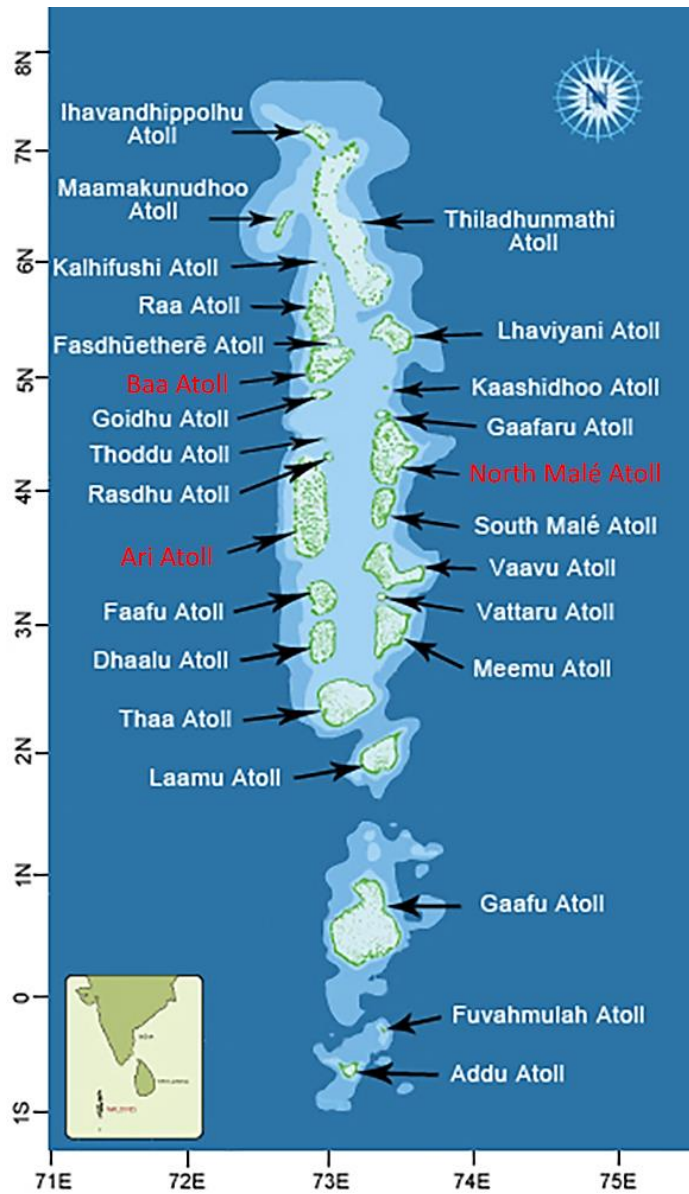 8N
7N
6N
5N
4N
3N
2N
1N
0
1S
71E
72E
73E
74E
75E
N
Ihavandhippolhu
Atoll
Maamakunudhoo
Atoll
Thiladhunmathi
Atoll
Kalhifushi Atoll
Raa Atoll
Lhaviyani Atoll
Fasdhūetherē Atoll
Baa Atoll
Kaashidhoo Atoll
Goidhu Atoll
Gaafaru Atoll
Thoddu Atoll
North Malé Atoll
Rasdhu Atoll
South Malé Atoll
Ari Atoll
Vaavu Atoll
Faafu Atoll
Vattaru Atoll
Dhaalu Atoll
Meemu Atoll
Thaa Atoll
Laamu Atoll
Gaafu Atoll
Fuvahmulah Atoll
Addu Atoll
INDIA
MALDIVES